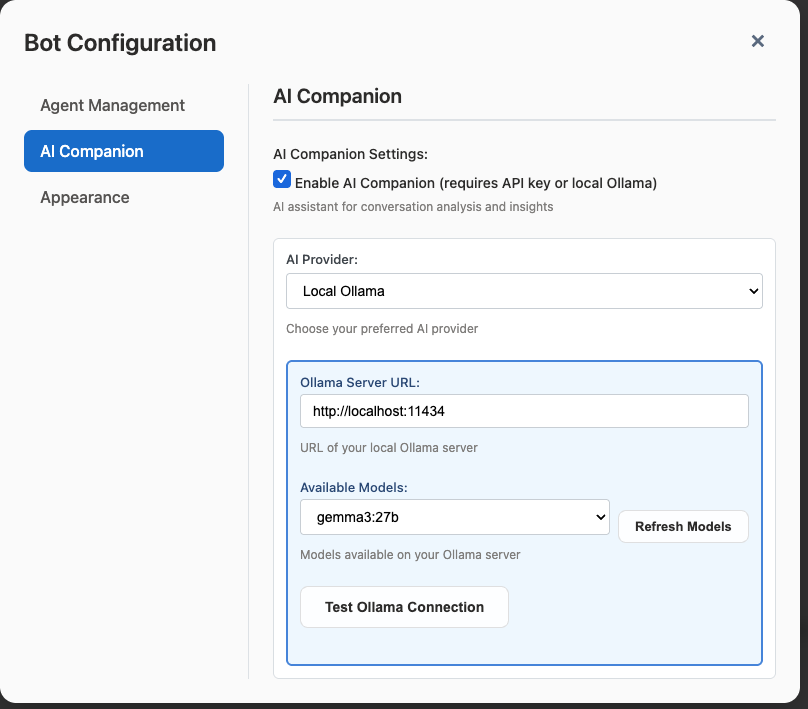 Bot Configuration
Agent Management
AI Companion
Appearance
AI Companion
AI Companion Settings:
Enable AI Companion (requires API key or local Ollama)
AI assistant for conversation analysis and insights
AI Provider:
Local Ollama
Choose your preferred AI provider
Ollama Server URL:
http://localhost:11434
URL of your local Ollama server
Available Models:
gemma3:27b
Refresh Models
Models available on your Ollama server
Test Ollama Connection